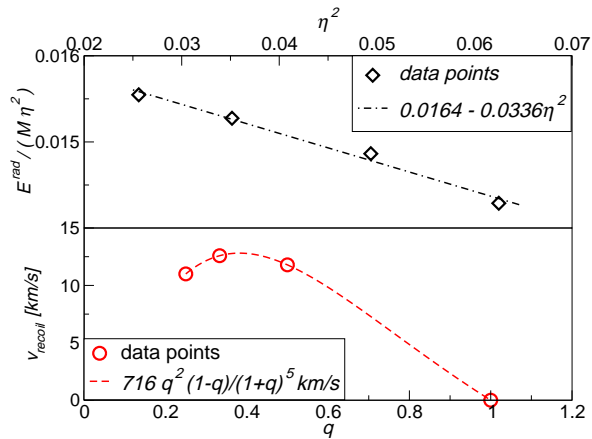 η²
0.02 0.03 0.04 0.05 0.06 0.07
0.016
0.015
E^rad / (M η²)
data points
0.0164 - 0.0336η²
15
10
5
0
v_recoil [km/s]
data points
716 q² (1-q)/(1+q)⁵ km/s
0 0.2 0.4 0.6 0.8 1 1.2
q